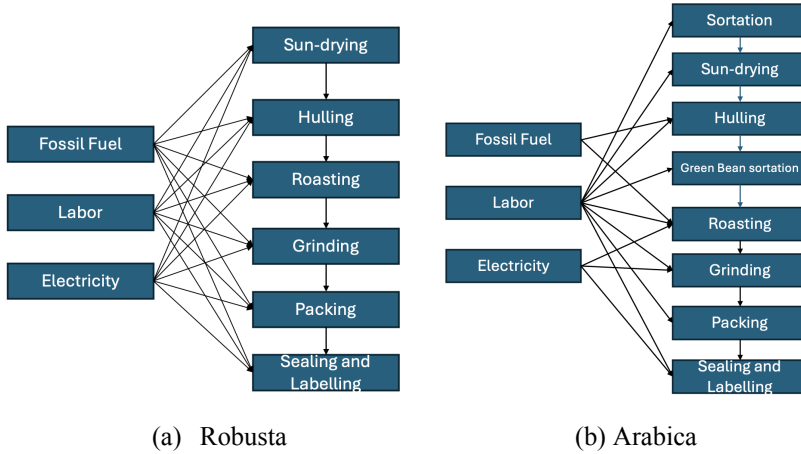 Sun-drying
Hulling
Fossil Fuel
Roasting
Labor
Grinding
Electricity
Packing
Sealing and
Labelling
(a) Robusta
Sortation
Sun-drying
Hulling
Fossil Fuel
Green Bean sortation
Labor
Roasting
Electricity
Grinding
Packing
Sealing and
Labelling
(b) Arabica